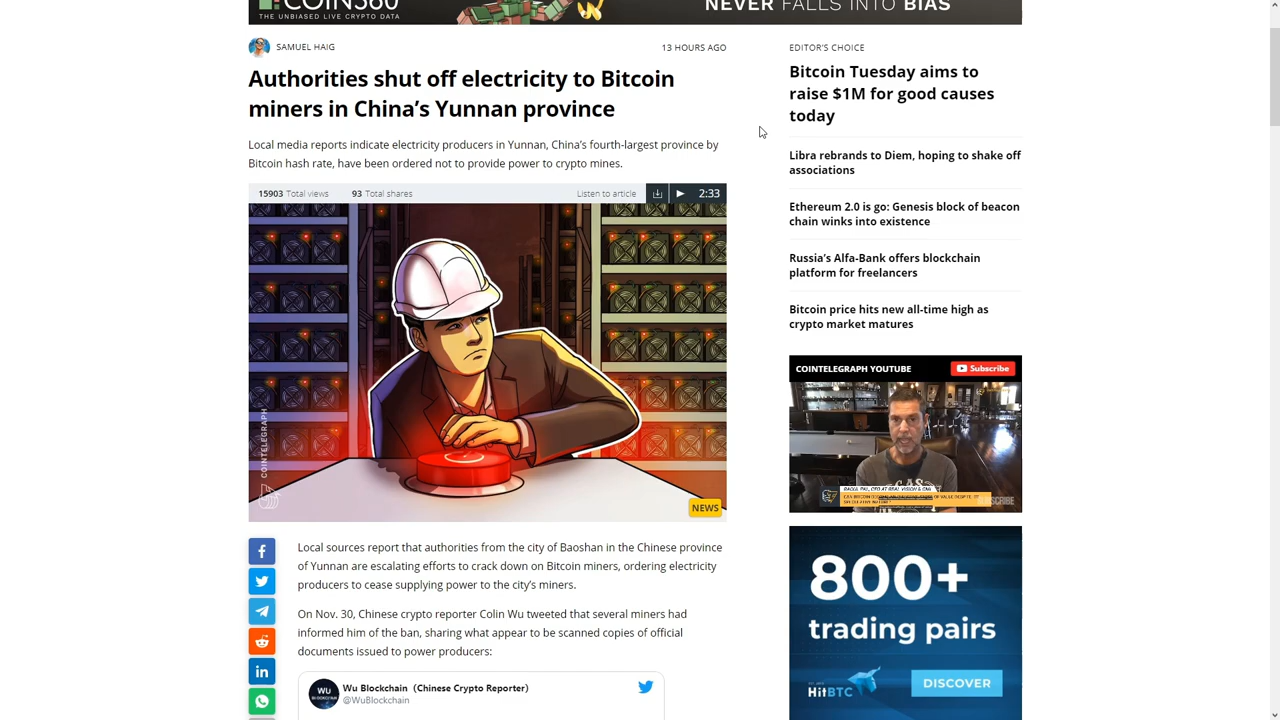 COIN360
THE UNBIASED LIVE CRYPTO DATA
NEVER FALLS INTO BIAS
SAMUEL HAIG
13 HOURS AGO
Authorities shut off electricity to Bitcoin
miners in China’s Yunnan province
Local media reports indicate electricity producers in Yunnan, China’s fourth-largest province by
Bitcoin hash rate, have been ordered not to provide power to crypto mines.
15903 Total views
93 Total shares
Listen to article
2:33
COINTELEGRAPH
NEWS
Local sources report that authorities from the city of Baoshan in the Chinese province
of Yunnan are escalating efforts to crack down on Bitcoin miners, ordering electricity
producers to cease supplying power to the city’s miners.
On Nov. 30, Chinese crypto reporter Colin Wu tweeted that several miners had
informed him of the ban, sharing what appear to be scanned copies of official
documents issued to power producers:
WU
Wu Blockchain（Chinese Crypto Reporter）
@WuBlockchain
EDITOR’S CHOICE
Bitcoin Tuesday aims to
raise $1M for good causes
today
Libra rebrands to Diem, hoping to shake off
associations
Ethereum 2.0 is go: Genesis block of beacon
chain winks into existence
Russia’s Alfa-Bank offers blockchain
platform for freelancers
Bitcoin price hits new all-time high as
crypto market matures
COINTELEGRAPH YOUTUBE
Subscribe
800+
trading pairs
HitBTC
DISCOVER